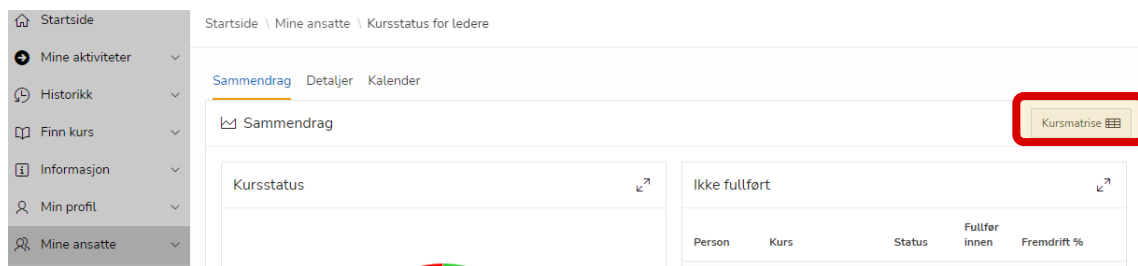 Startside
Mine aktiviteter
Historikk
Finn kurs
Informasjon
Min profil
Mine ansatte
Startside \ Mine ansatte \ Kursstatus for ledere
Sammendrag Detaljer Kalender
Sammendrag
Kursmatrise
Kursstatus
Ikke fullført
Person Kurs Status Fullfør innen Fremdrift %